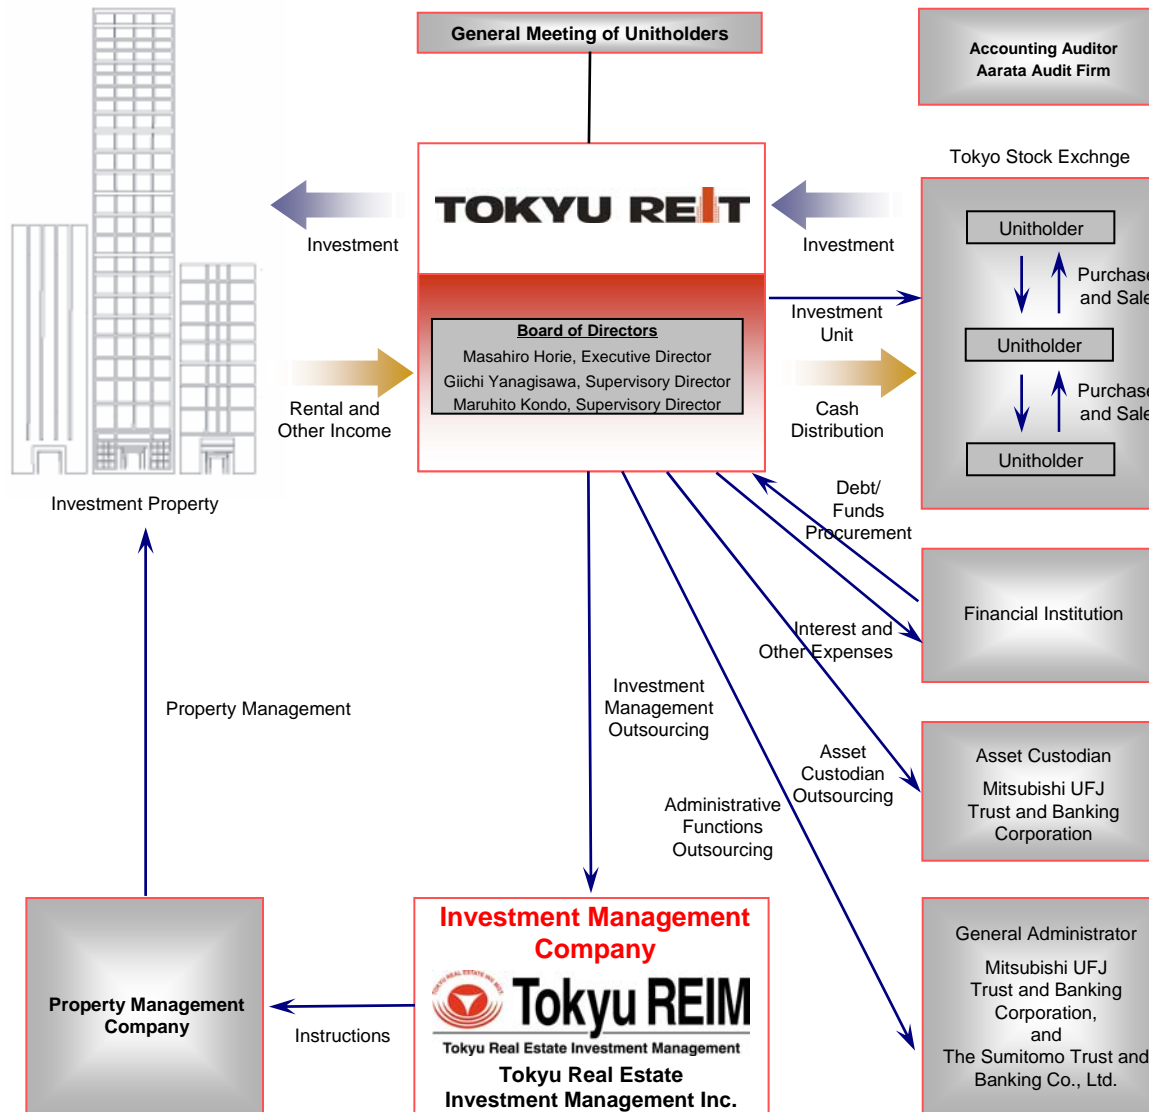 General Meeting of Unitholders
Accounting Auditor
Aarata Audit Firm
Tokyo Stock Exchnge
TOKYU REIT
Investment
Investment
Unitholder
Purchase
and Sale
Investment
Unit
Board of Directors
Masahiro Horie, Executive Director
Giichi Yanagisawa, Supervisory Director
Maruhito Kondo, Supervisory Director
Unitholder
Rental and
Other Income
Cash
Distribution
Purchase
and Sale
Unitholder
Investment Property
Debt/
Funds
Procurement
Financial Institution
Interest and
Other Expenses
Property Management
Investment
Management
Outsourcing
Asset
Custodian
Outsourcing
Asset Custodian
Mitsubishi UFJ
Trust and Banking
Corporation
Administrative
Functions
Outsourcing
Property Management
Company
Instructions
Investment Management
Company
TOKYU REAL ESTATE INV. MGT.
Tokyu REIM
Tokyu Real Estate Investment Management
Tokyu Real Estate
Investment Management Inc.
General Administrator
Mitsubishi UFJ
Trust and Banking
Corporation,
and
The Sumitomo Trust and
Banking Co., Ltd.